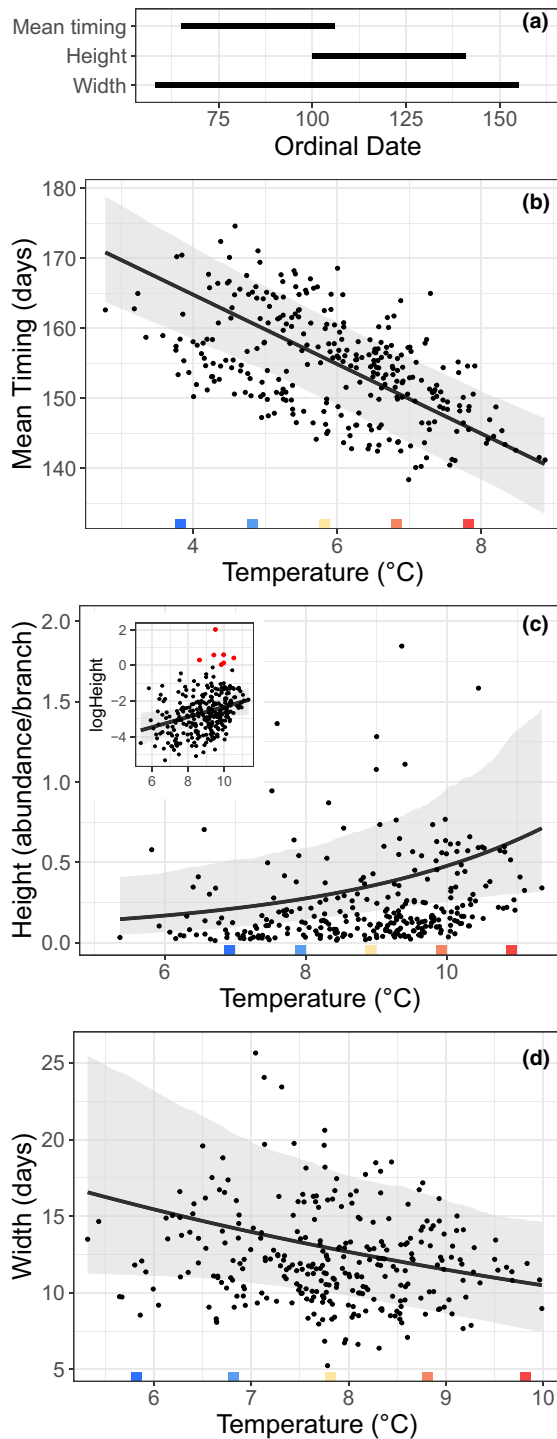 (a)
Mean timing
Height
Width
75 100 125 150
Ordinal Date
(b)
180
170
160
150
140
Mean Timing (days)
4 6 8
Temperature (°C)
(c)
2.0
1.5
1.0
0.5
0.0
Height (abundance/branch)
2
0
−2
−4
logHeight
6 8 10
6 8 10
Temperature (°C)
(d)
25
20
15
10
5
Width (days)
6 7 8 9 10
Temperature (°C)